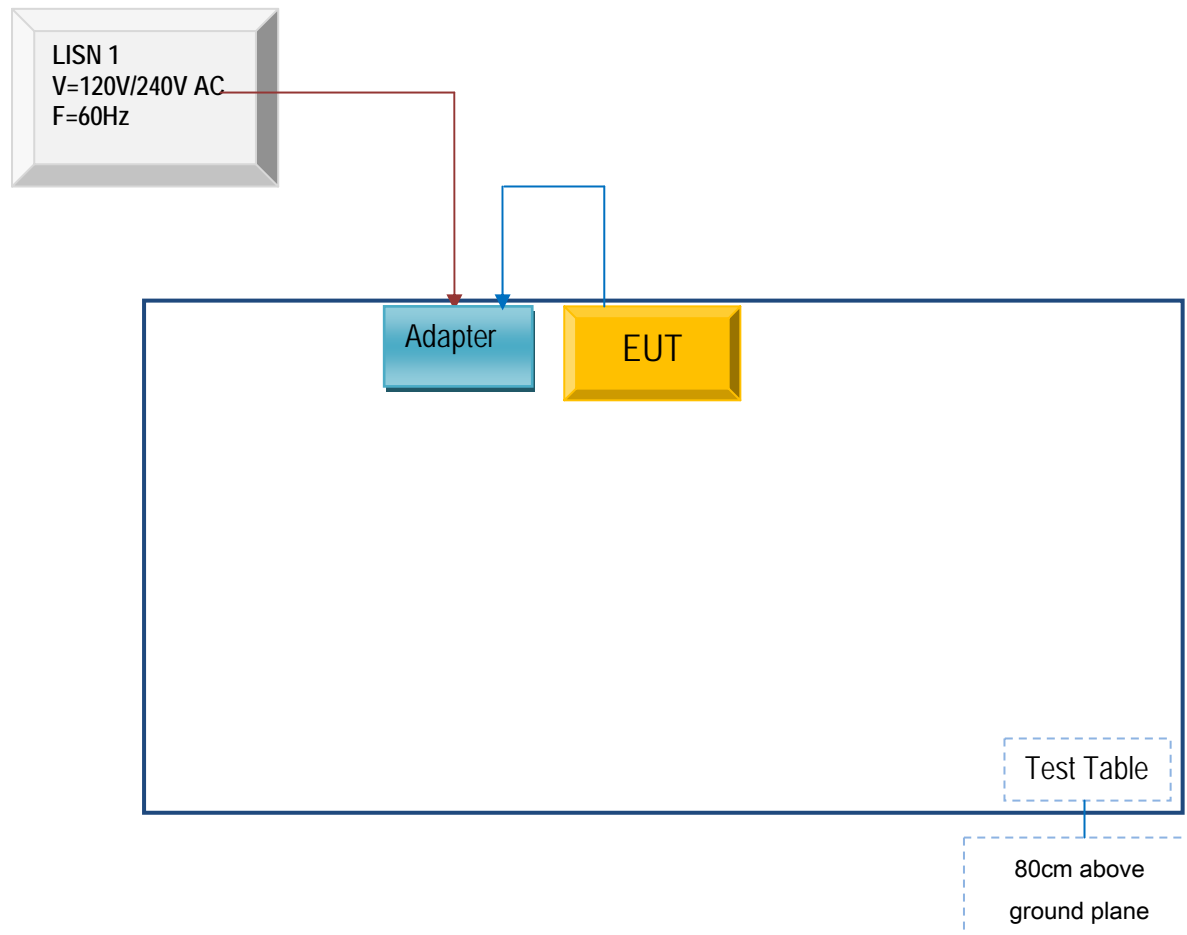 LISN 1
V=120V/240V AC
F=60Hz
Adapter
EUT
Test Table
80cm above
ground plane